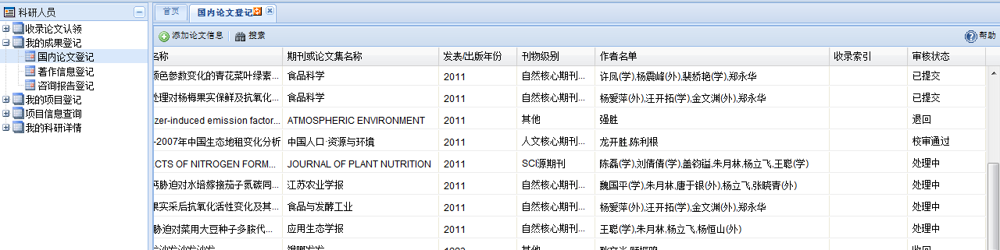 科研人员
收录论文认领
我的成果登记
国内论文登记
著作信息登记
咨询报告登记
我的项目登记
项目信息查询
我的科研详情
首页 国内论文登记
添加论文信息 搜索 帮助
名称 期刊或论文集名称 发表/出版年份 刊物级别 作者名单 收录索引 审核状态
颜色参数变化的青花菜叶绿素... 食品科学 2011 自然核心期刊... 许凤(学),杨震峰(外),裴娇艳(学),郑永华 已提交
处理对杨梅果实保鲜及抗氧化... 食品科学 2011 自然核心期刊... 杨爱萍(外),汪开拓(学),金文渊(外),郑永华 已提交
zer-induced emission factor... ATMOSPHERIC ENVIRONMENT 2011 其他 强胜 退回
-2007年中国生态地租变化分析 中国人口·资源与环境 2011 人文核心期刊... 龙开胜,陈利根 校审通过
CTS OF NITROGEN FORM... JOURNAL OF PLANT NUTRITION 2011 SCI源期刊 陈磊(学),刘倩倩(学),盖钧镒,朱月林,杨立飞,王聪(学) 处理中
钙胁迫对水培嫁接茄子氮碳同... 江苏农业学报 2011 自然核心期刊... 魏国平(学),朱月林,唐于银(外),杨立飞,张晓青(外) 处理中
果实采后抗氧化活性变化及其... 食品与发酵工业 2011 自然核心期刊... 杨爱萍(外),汪开拓(学),金文渊(外),郑永华 处理中
胁迫对菜用大豆种子多胺代... 应用生态学报 2011 自然核心期刊... 王聪(学),朱月林,杨立飞,杨恒山(外) 处理中